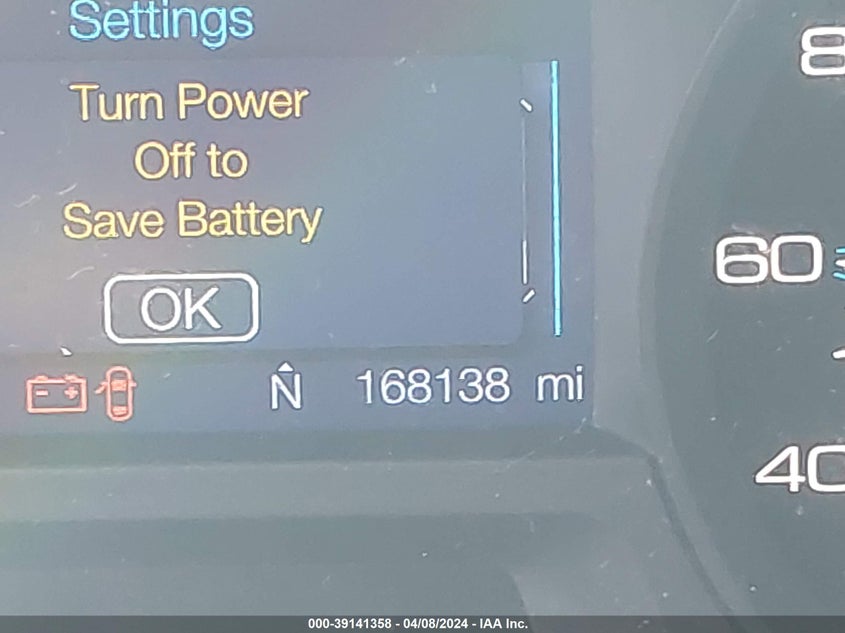 Settings
Turn Power
Off to
Save Battery
OK
N 168138 mi
8
60
40
000-39141358 - 04/08/2024 - IAA Inc.